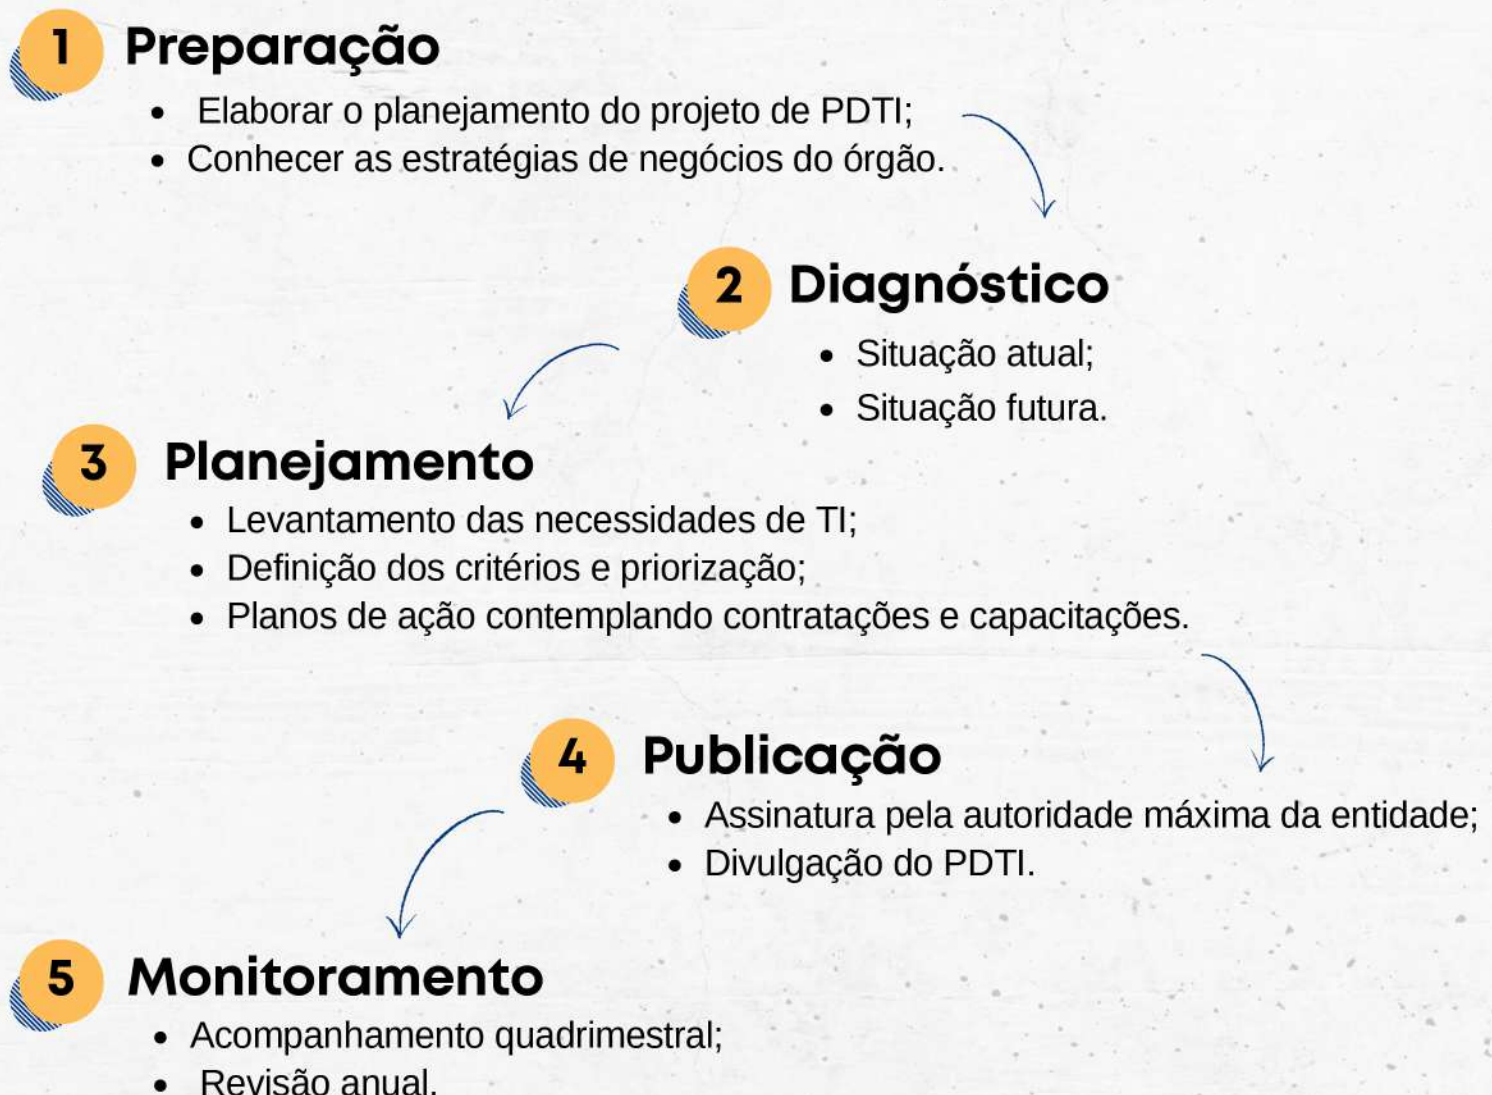 1 Preparação
• Elaborar o planejamento do projeto de PDTI;
• Conhecer as estratégias de negócios do órgão.
2 Diagnóstico
• Situação atual;
• Situação futura.
3 Planejamento
• Levantamento das necessidades de TI;
• Definição dos critérios e priorização;
• Planos de ação contemplando contratações e capacitações.
4 Publicação
• Assinatura pela autoridade máxima da entidade;
• Divulgação do PDTI.
5 Monitoramento
• Acompanhamento quadrimestral;
• Revisão anual.